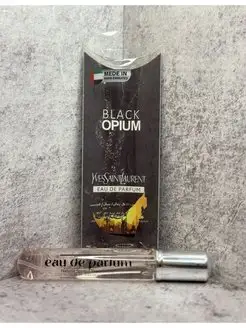 MADE IN
BLACK
OPIUM
YVESSAINTLAURENT
EAU DE PARFUM
eau de parfum